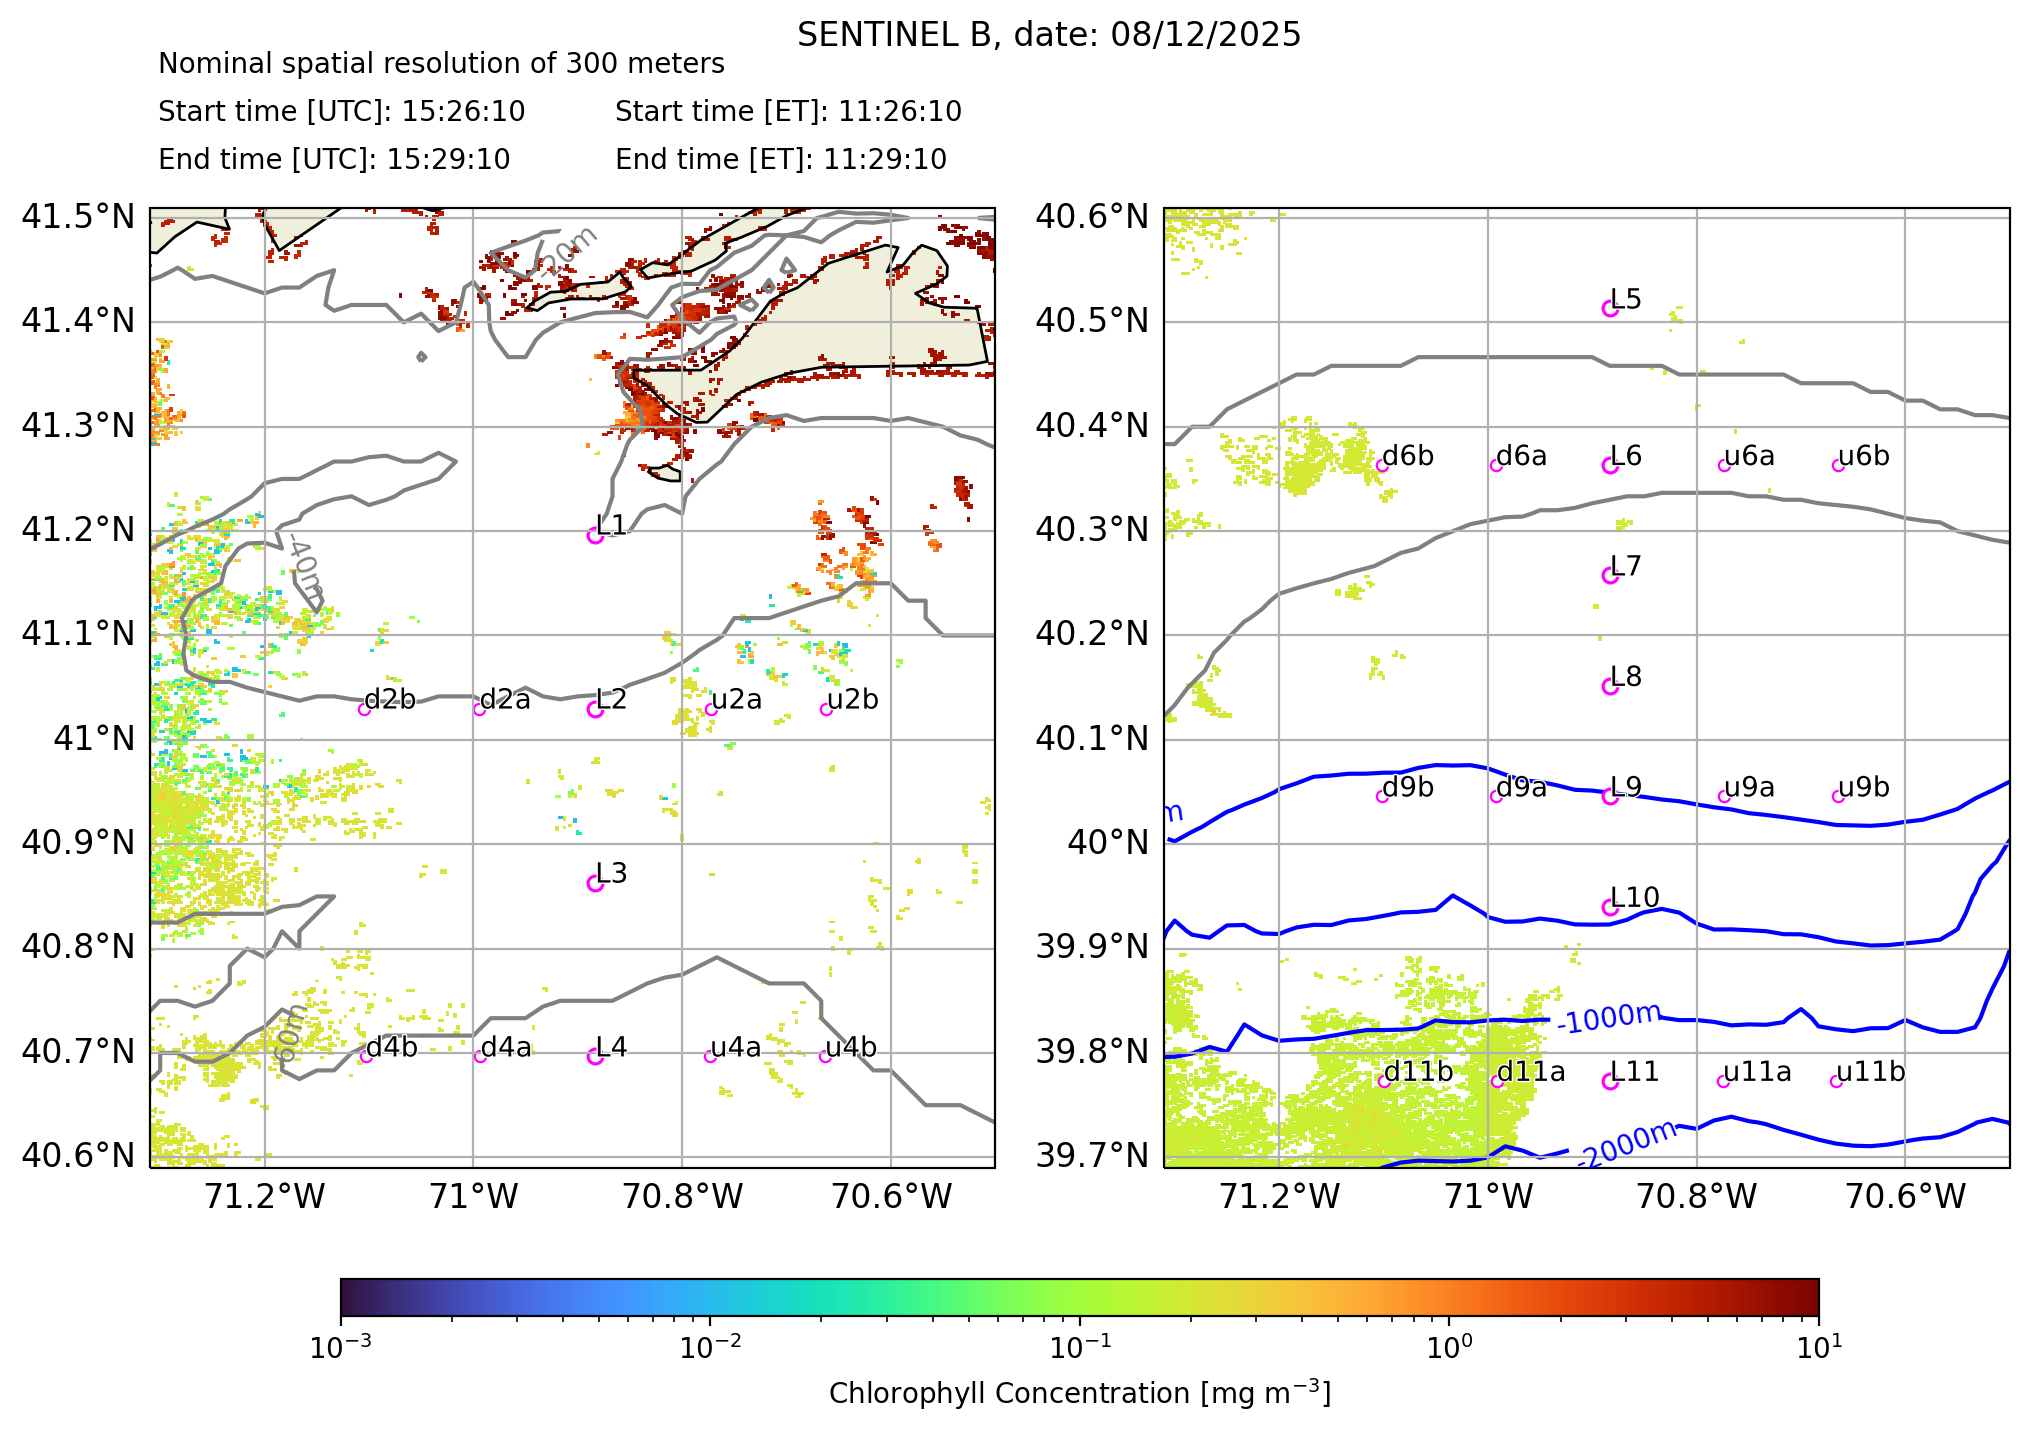 SENTINEL B, date: 08/12/2025
Nominal spatial resolution of 300 meters
Start time [UTC]: 15:26:10 Start time [ET]: 11:26:10
End time [UTC]: 15:29:10 End time [ET]: 11:29:10
41.5°N
41.4°N
41.3°N
41.2°N
41.1°N
41°N
40.9°N
40.8°N
40.7°N
40.6°N
-20m
-40m
-60m
L1
d2b d2a L2 u2a u2b
L3
d4b d4a L4 u4a u4b
71.2°W 71°W 70.8°W 70.6°W
40.6°N
40.5°N
40.4°N
40.3°N
40.2°N
40.1°N
40°N
39.9°N
39.8°N
39.7°N
L5
d6b d6a L6 u6a u6b
L7
L8
d9b d9a L9 u9a u9b
m
L10
-1000m
d11b d11a L11 u11a u11b
-2000m
71.2°W 71°W 70.8°W 70.6°W
10⁻³ 10⁻² 10⁻¹ 10⁰ 10¹
Chlorophyll Concentration [mg m⁻³]